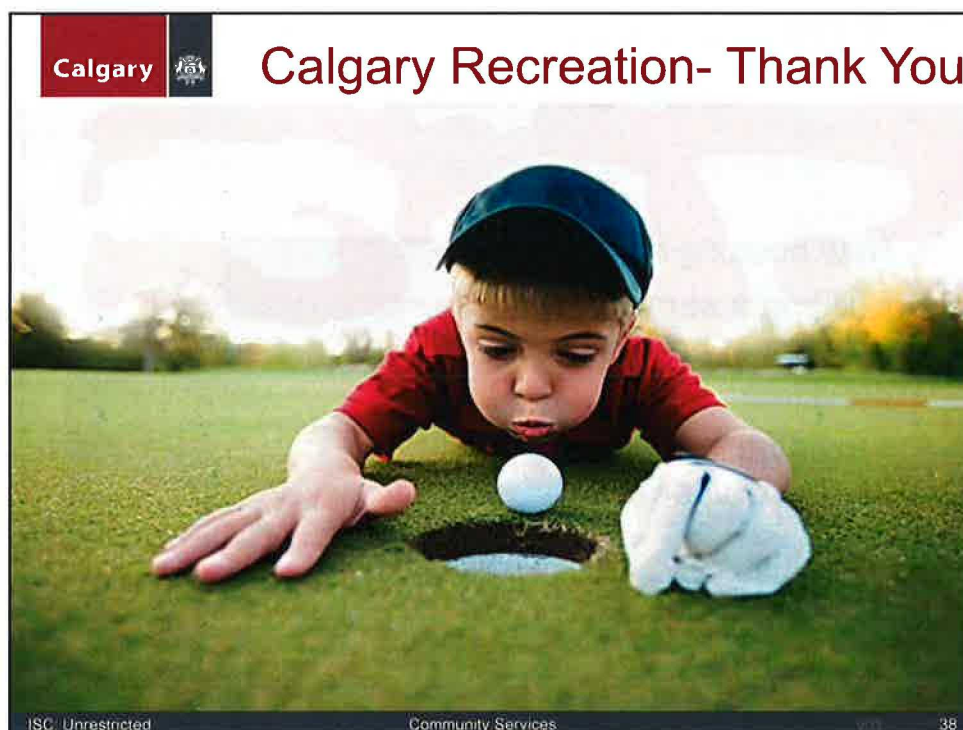 Calgary
Calgary Recreation- Thank You
ISC: Unrestricted
Community Services
38